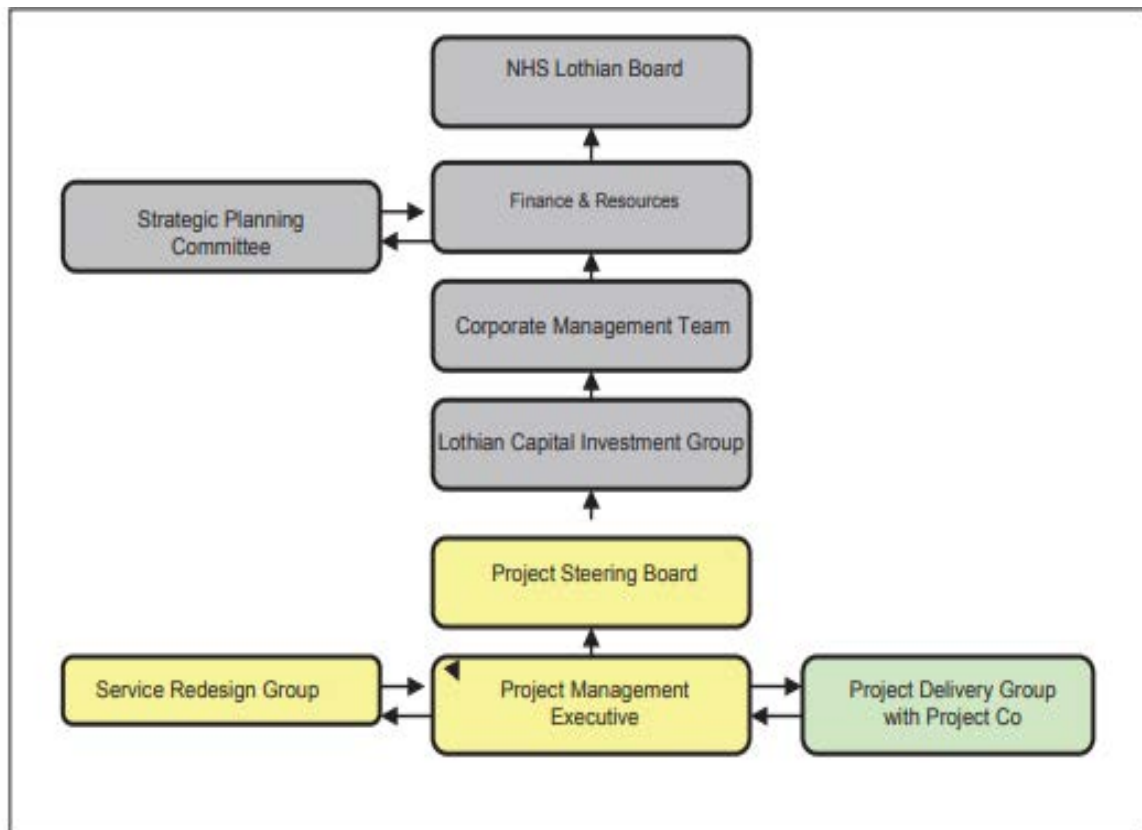 NHS Lothian Board
Finance & Resources
Strategic Planning
Committee
Corporate Management Team
Lothian Capital Investment Group
Project Steering Board
Service Redesign Group
Project Management
Executive
Project Delivery Group
with Project Co